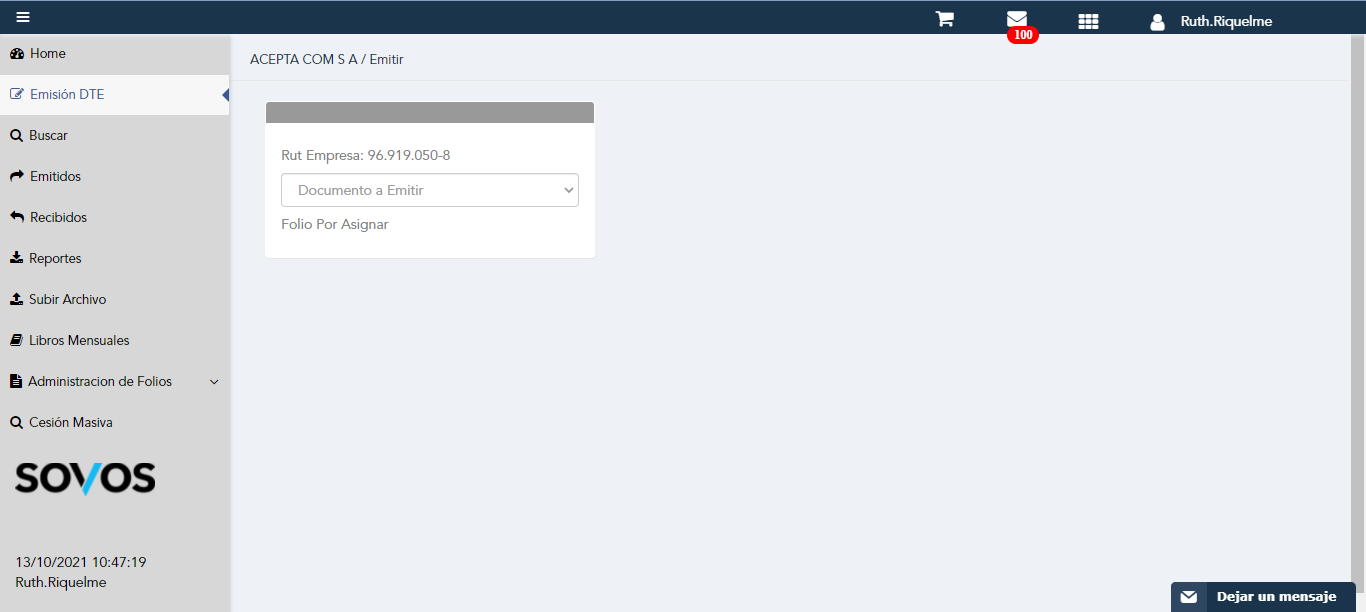 Ruth.Riquelme
100
Home
Emisión DTE
Buscar
Emitidos
Recibidos
Reportes
Subir Archivo
Libros Mensuales
Administracion de Folios
Cesión Masiva
SOVOS
13/10/2021 10:47:19
Ruth.Riquelme
ACEPTA COM S A / Emitir
Rut Empresa: 96.919.050-8
Documento a Emitir
Folio Por Asignar
Dejar un mensaje